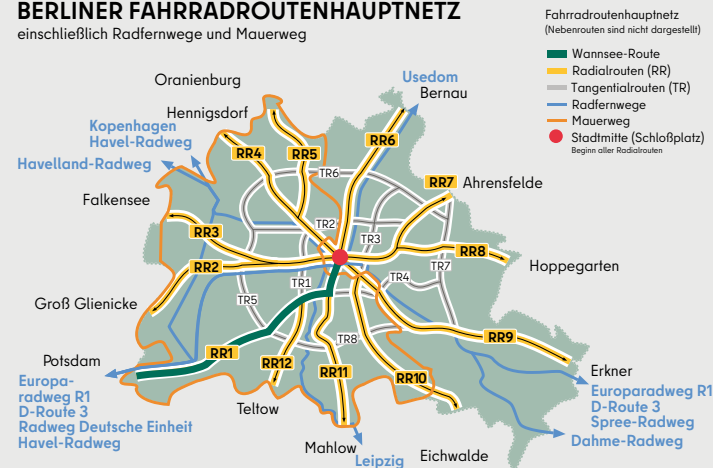 BERLINER FAHRRADROUTENHAUPTNETZ
einschließlich Radfernwege und Mauerweg
Fahrradroutenhauptnetz
(Nebenrouten sind nicht dargestellt)
Wannsee-Route
Radialrouten (RR)
Tangentialrouten (TR)
Radfernwege
Mauerweg
Stadtmitte (Schloßplatz)
Beginn aller Radialrouten
Oranienburg
Usedom
Bernau
Hennigsdorf
Kopenhagen
Havel-Radweg
Havelland-Radweg
RR4
RR5
RR6
TR6
RR7
Ahrensfelde
Falkensee
RR3
TR2
TR3
RR8
RR2
TR1
TR4
TR7
Hoppegarten
Groß Glienicke
TR5
TR8
RR9
RR1
RR12
RR11
RR10
Potsdam
Europa-
radweg R1
D-Route 3
Radweg Deutsche Einheit
Havel-Radweg
Teltow
Mahlow
Leipzig
Eichwalde
Erkner
Europaradweg R1
D-Route 3
Spree-Radweg
Dahme-Radweg